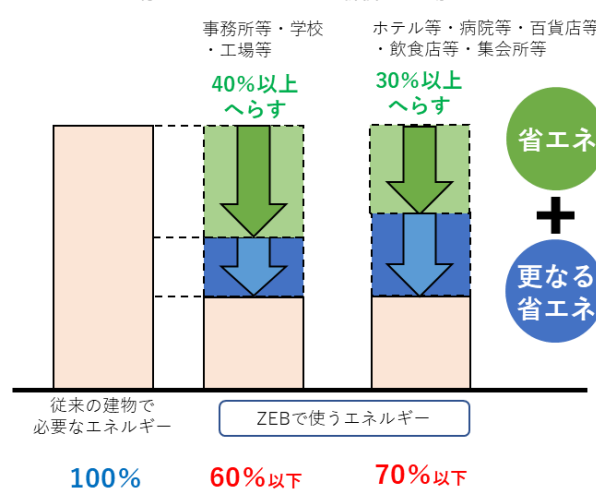 事務所等・学校
・工場等
ホテル等・病院等・百貨店等
・飲食店等・集会所等
40%以上
へらす
30%以上
へらす
省エネ
+
更なる
省エネ
従来の建物で
必要なエネルギー
ZEBで使うエネルギー
100%
60%以下
70%以下